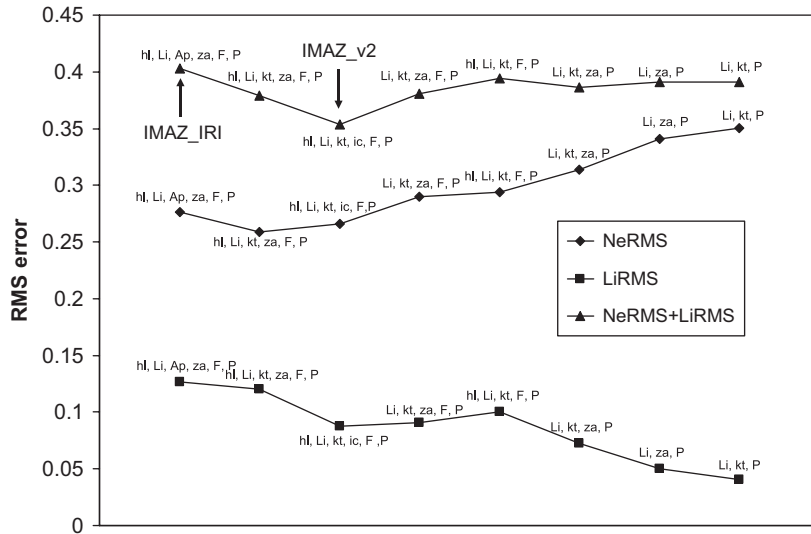 0.45
0.4
0.35
0.3
0.25
0.2
0.15
0.1
0.05
0
RMS error
hl, Li, Ap, za, F, P
hl, Li, kt, za, F, P
IMAZ_v2
hl, Li, kt, ic, F, P
Li, kt, za, F, P
hl, Li, kt, F, P
Li, kt, za, P
Li, za, P
Li, kt, P
IMAZ_IRI
hl, Li, Ap, za, F, P
hl, Li, kt, za, F, P
hl, Li, kt, ic, F,P
Li, kt, za, F, P
hl, Li, kt, F, P
Li, kt, za, P
Li, za, P
Li, kt, P
NeRMS
LiRMS
NeRMS+LiRMS
hl, Li, Ap, za, F, P
hl, Li, kt, za, F, P
hl, Li, kt, ic, F ,P
Li, kt, za, F, P
hl, Li, kt, F, P
Li, kt, za, P
Li, za, P
Li, kt, P